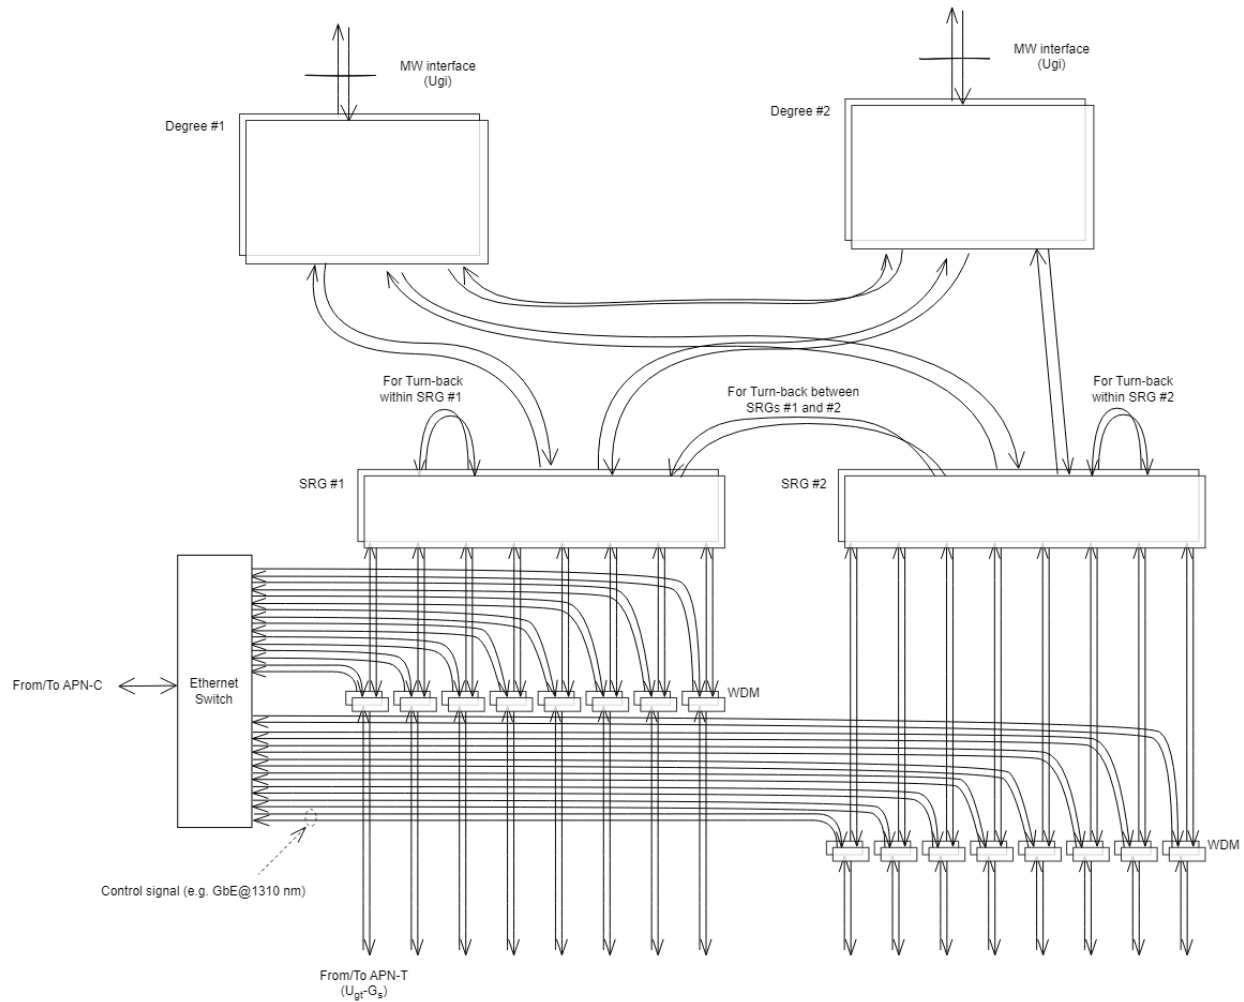 MW interface
(Ugi)
MW interface
(Ugi)
Degree #1
Degree #2
For Turn-back
within SRG #1
For Turn-back between
SRGs #1 and #2
For Turn-back
within SRG #2
SRG #1
SRG #2
From/To APN-C
Ethernet
Switch
WDM
WDM
Control signal (e.g. GbE@1310 nm)
From/To APN-T
(Ugt-Gs)